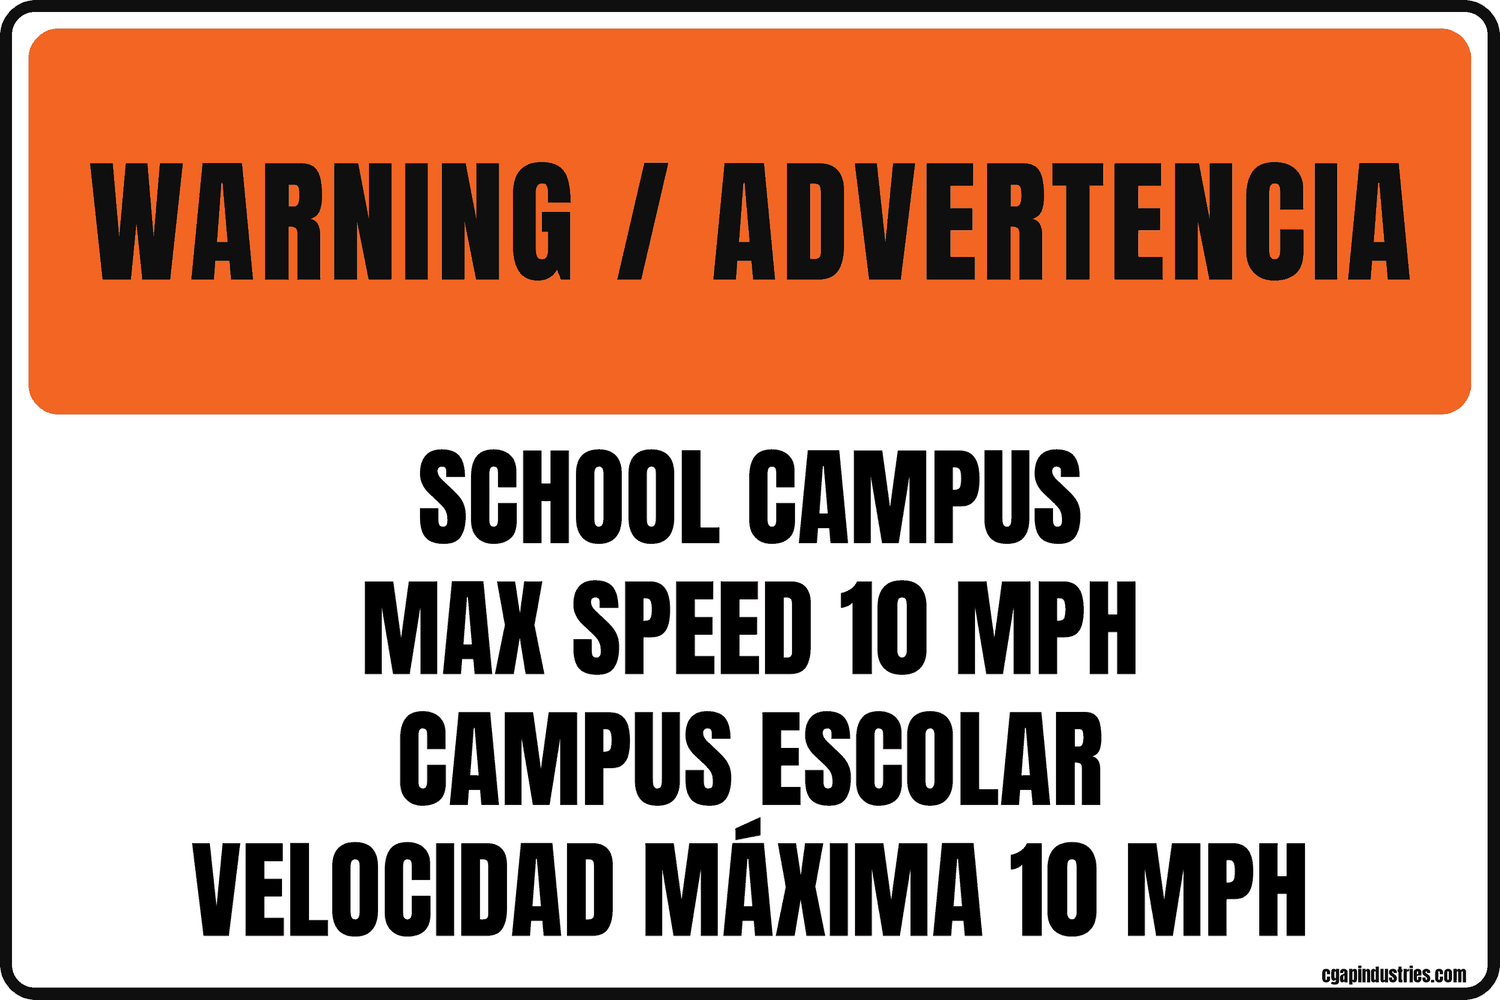 WARNING / ADVERTENCIA
SCHOOL CAMPUS
MAX SPEED 10 MPH
CAMPUS ESCOLAR
VELOCIDAD MÁXIMA 10 MPH
cgapindustries.com